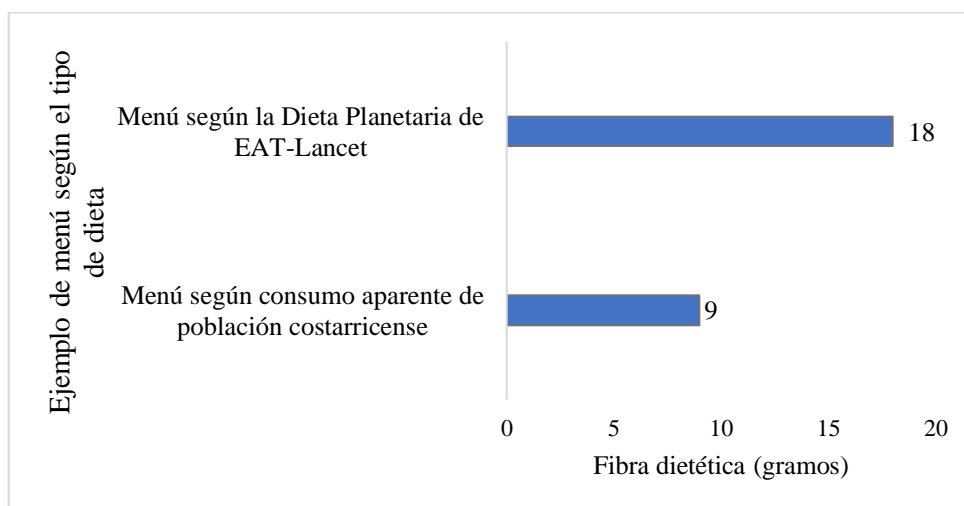 Ejemplo de menú según el tipo
de dieta
Menú según la Dieta Planetaria de
EAT-Lancet
18
Menú según consumo aparente de
población costarricense
9
0 5 10 15 20
Fibra dietética (gramos)